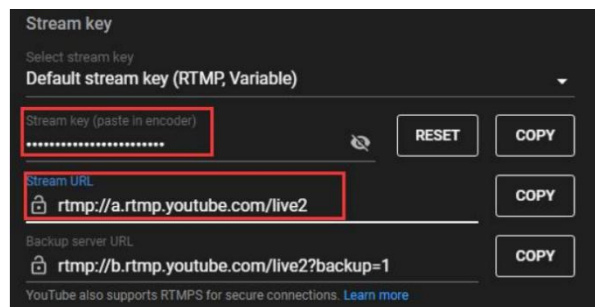 Stream key
Select stream key
Default stream key (RTMP, Variable)
Stream key (paste in encoder)
••••••••••••••••••••••••
RESET
COPY
Stream URL
rtmp://a.rtmp.youtube.com/live2
COPY
Backup server URL
rtmp://b.rtmp.youtube.com/live2?backup=1
COPY
YouTube also supports RTMPS for secure connections. Learn more